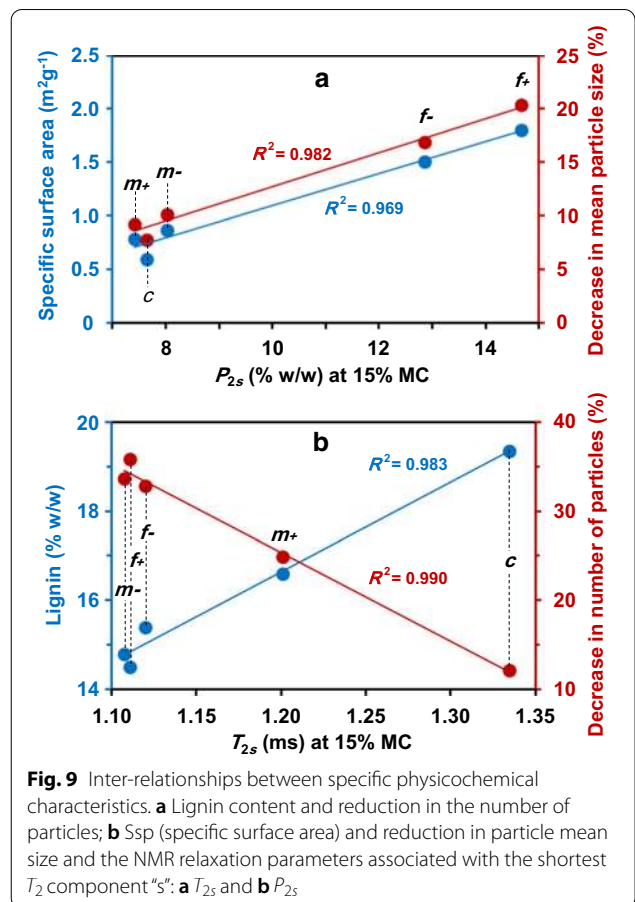 a
Specific surface area (m²g⁻¹)
2.5
2.0
1.5
1.0
0.5
0
Decrease in mean particle size (%)
25
20
15
10
5
0
f+
f-
m-
m+
c
R² = 0.982
R² = 0.969
8 10 12 14
P2s (% w/w) at 15% MC
b
Lignin (% w/w)
20
18
16
14
Decrease in number of particles (%)
40
30
20
10
R² = 0.983
R² = 0.990
f-
f+
m-
m+
c
1.10 1.15 1.20 1.25 1.30 1.35
T2s (ms) at 15% MC
Fig. 9 Inter-relationships between specific physicochemical
characteristics. a Lignin content and reduction in the number of
particles; b Ssp (specific surface area) and reduction in particle mean
size and the NMR relaxation parameters associated with the shortest
T2 component “s”: a T2s and b P2s